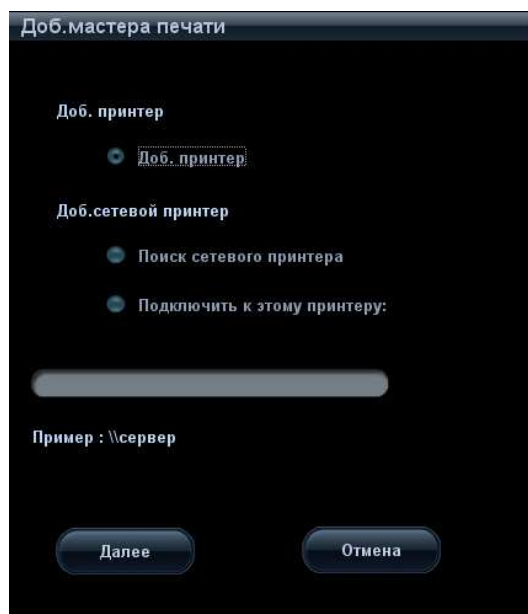 Доб.мастера печати
Доб. принтер
Доб. принтер
Доб.сетевой принтер
Поиск сетевого принтера
Подключить к этому принтеру:
Пример : \\сервер
Далее
Отмена